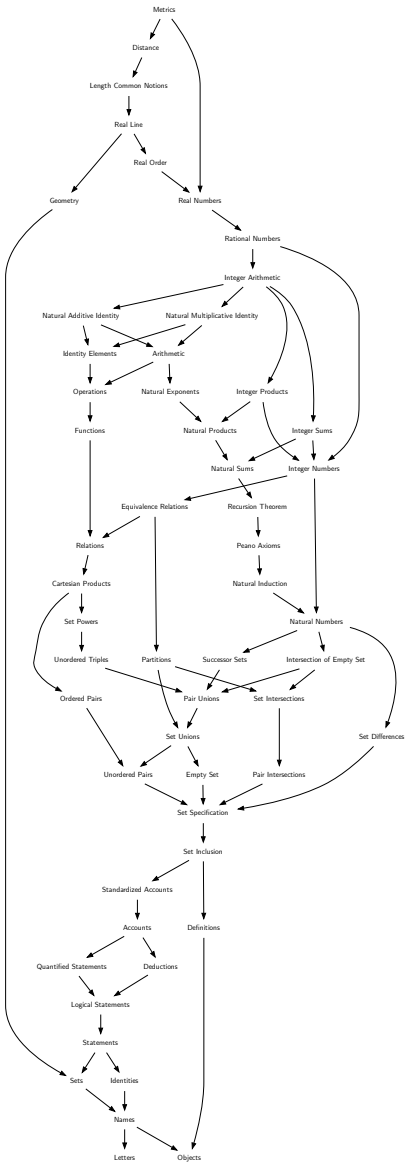 Metrics
Distance
Length Common Notions
Real Line
Real Order
Geometry
Real Numbers
Rational Numbers
Integer Arithmetic
Natural Additive Identity
Natural Multiplicative Identity
Identity Elements
Arithmetic
Operations
Natural Exponents
Integer Products
Functions
Natural Products
Integer Sums
Natural Sums
Integer Numbers
Equivalence Relations
Recursion Theorem
Relations
Peano Axioms
Cartesian Products
Natural Induction
Set Powers
Natural Numbers
Unordered Triples
Partitions
Successor Sets
Intersection of Empty Set
Ordered Pairs
Pair Unions
Set Intersections
Set Unions
Set Differences
Unordered Pairs
Empty Set
Pair Intersections
Set Specification
Set Inclusion
Standardized Accounts
Accounts
Definitions
Quantified Statements
Deductions
Logical Statements
Statements
Sets
Identities
Names
Letters
Objects